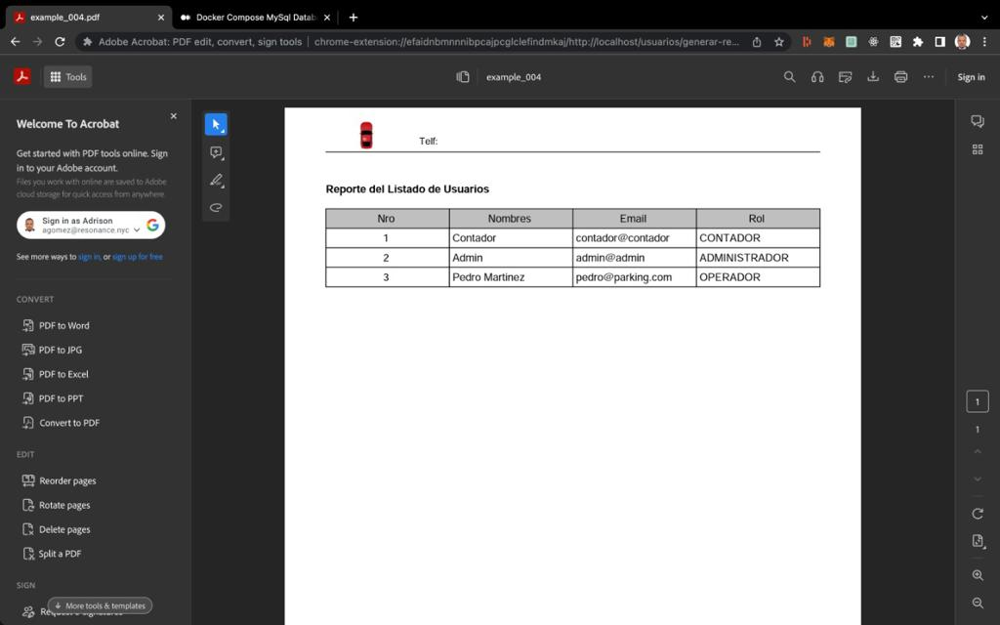 example_004.pdf
Docker Compose MySql Datab
Adobe Acrobat: PDF edit, convert, sign tools | chrome-extension://efaidnbmnnnibpcajpcglclefindmkaj/http://localhost/usuarios/generar-re...
Tools
example_004
Sign in
Welcome To Acrobat
Get started with PDF tools online. Sign
in to your Adobe account.
Files you work with online are saved to Adobe
cloud storage for quick access from anywhere.
Sign in as Adrison
agomez@resonance.nyc
See more ways to sign in, or sign up for free
CONVERT
PDF to Word
PDF to JPG
PDF to Excel
PDF to PPT
Convert to PDF
EDIT
Reorder pages
Rotate pages
Delete pages
Split a PDF
SIGN
More tools & templates
Telf:
Reporte del Listado de Usuarios
Nro Nombres Email Rol
1 Contador contador@contador CONTADOR
2 Admin admin@admin ADMINISTRADOR
3 Pedro Martinez pedro@parking.com OPERADOR
1
1